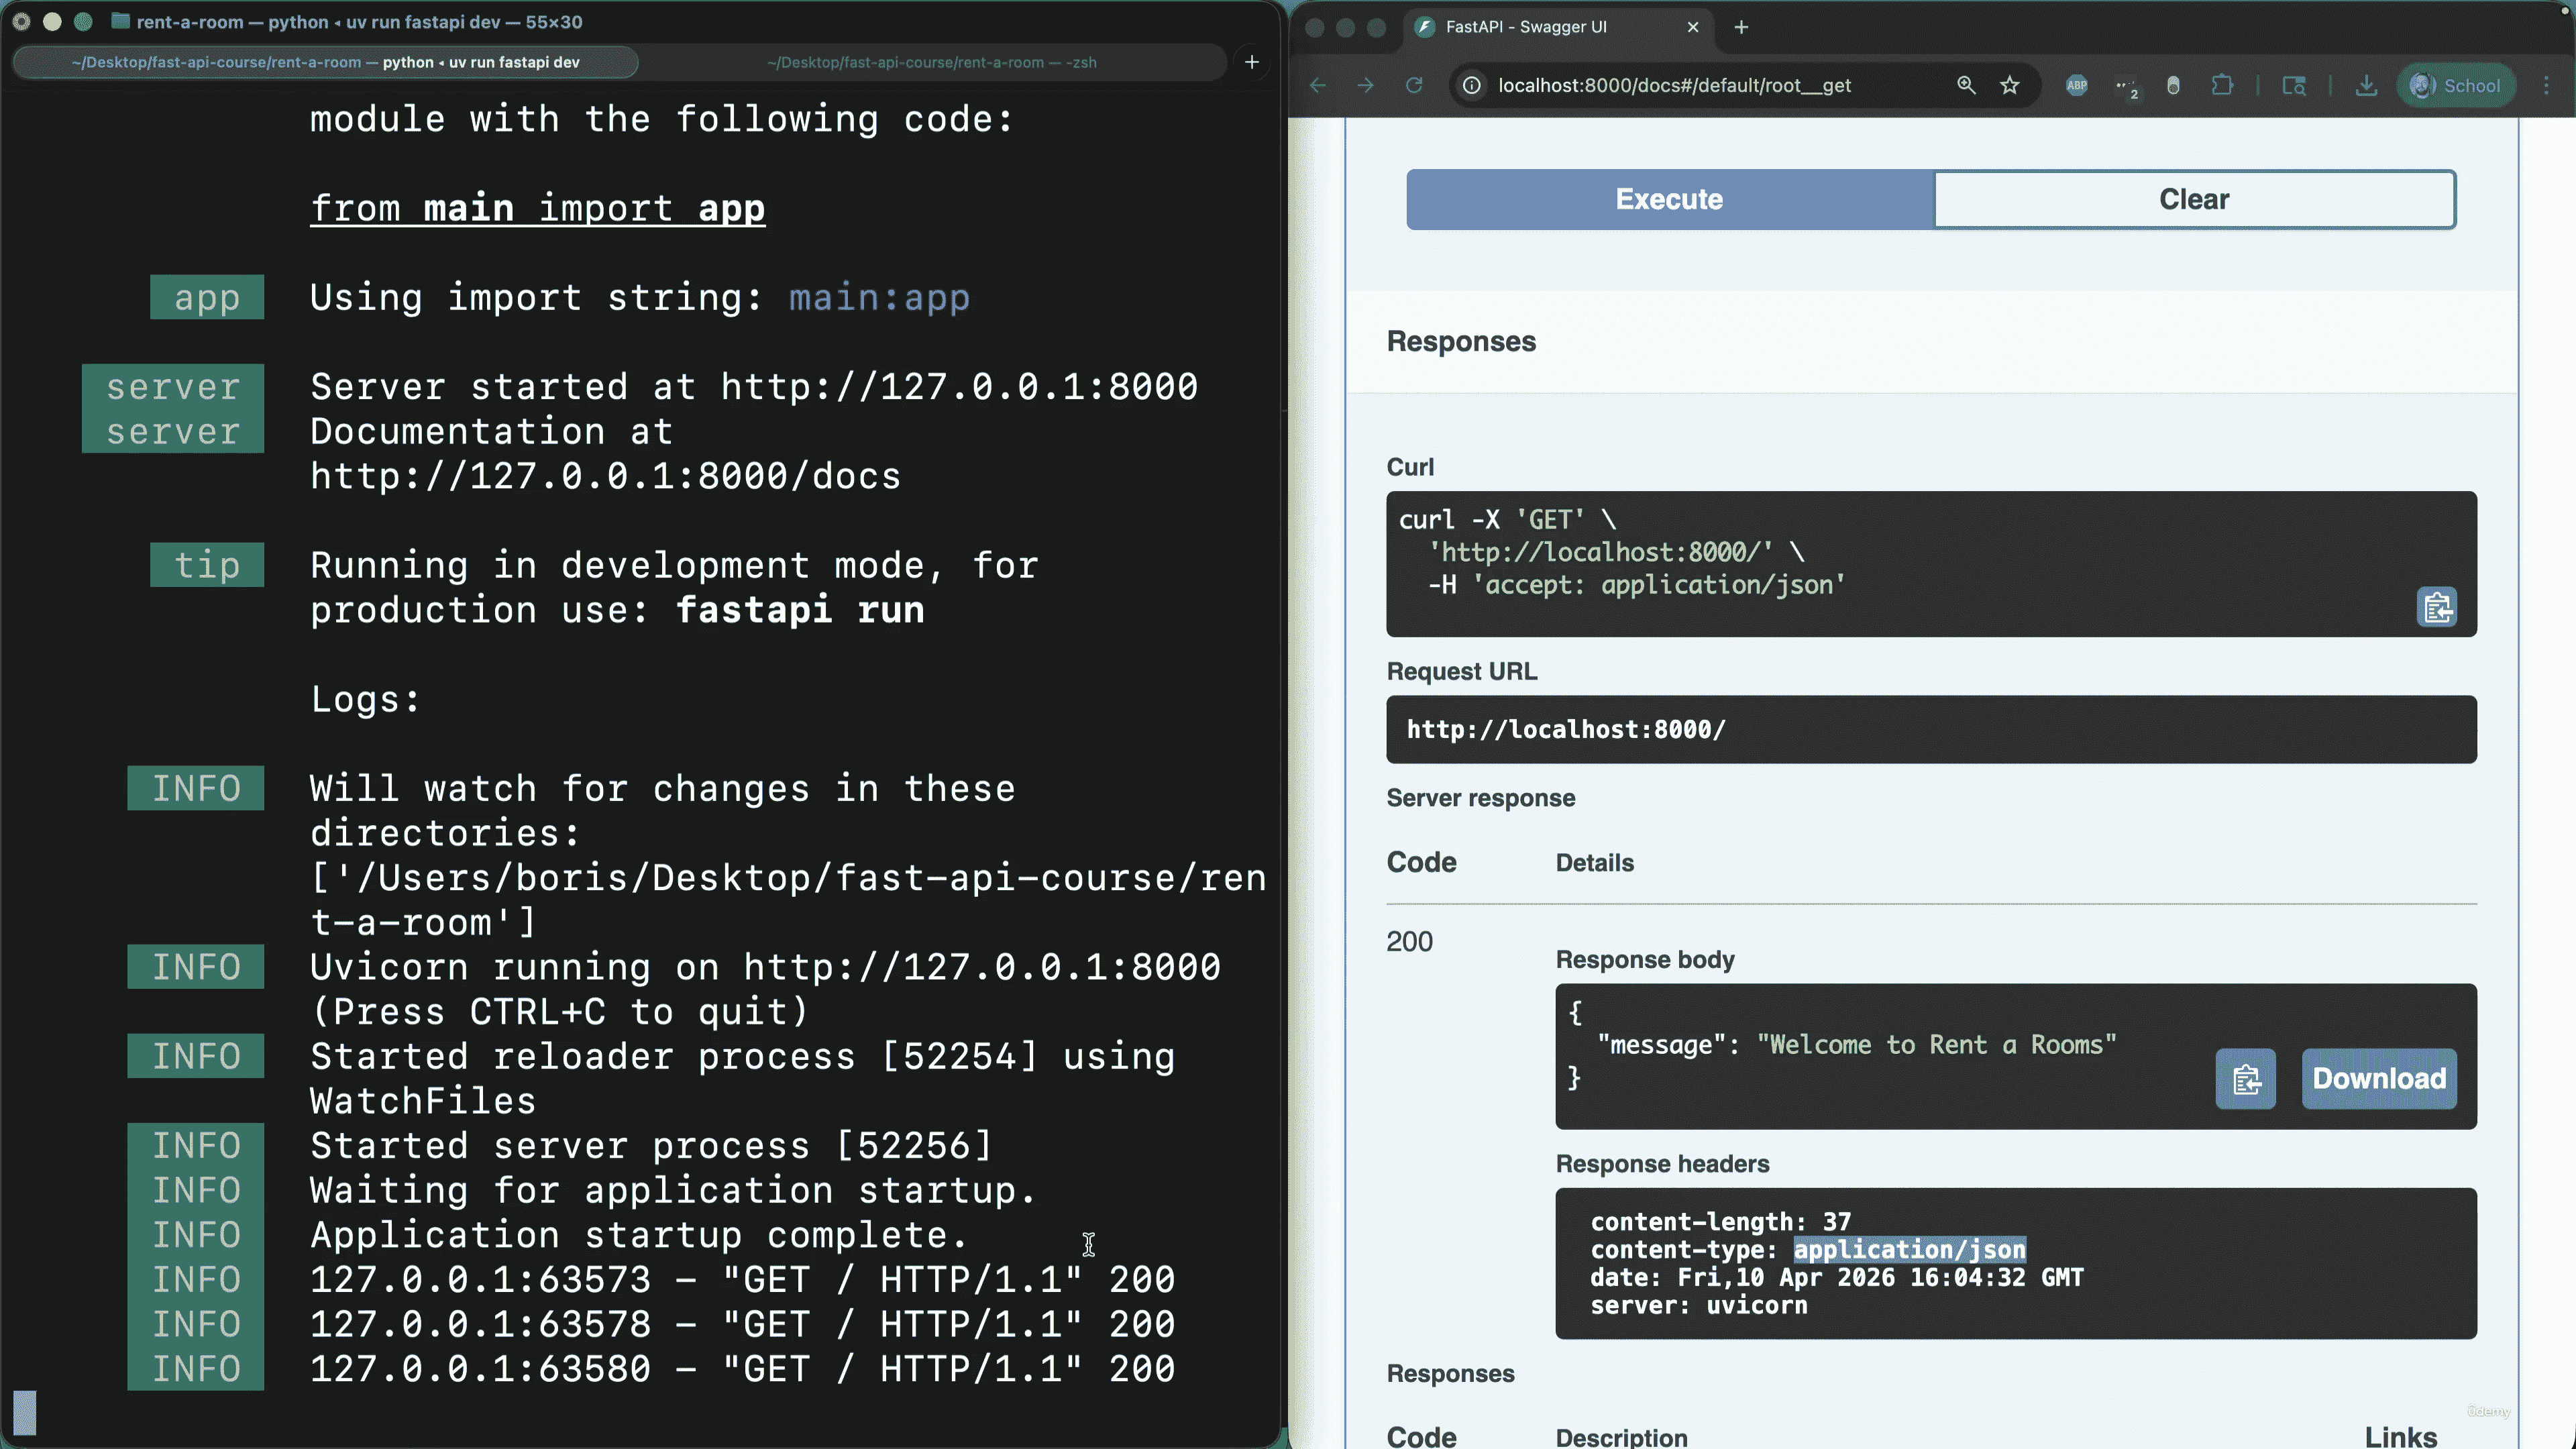 rent-a-room — python ◂ uv run fastapi dev — 55×30
~/Desktop/fast-api-course/rent-a-room — python ◂ uv run fastapi dev
~/Desktop/fast-api-course/rent-a-room — -zsh
+
module with the following code:
from main import app
app Using import string: main:app
server Server started at http://127.0.0.1:8000
server Documentation at
http://127.0.0.1:8000/docs
tip Running in development mode, for
production use: fastapi run
Logs:
INFO Will watch for changes in these
directories:
['/Users/boris/Desktop/fast-api-course/ren
t-a-room']
INFO Uvicorn running on http://127.0.0.1:8000
(Press CTRL+C to quit)
INFO Started reloader process [52254] using
WatchFiles
INFO Started server process [52256]
INFO Waiting for application startup.
INFO Application startup complete.
INFO 127.0.0.1:63573 - "GET / HTTP/1.1" 200
INFO 127.0.0.1:63578 - "GET / HTTP/1.1" 200
INFO 127.0.0.1:63580 - "GET / HTTP/1.1" 200
FastAPI - Swagger UI
localhost:8000/docs#/default/root__get
ABP
2
School
Execute
Clear
Responses
Curl
curl -X 'GET' \
'http://localhost:8000/' \
-H 'accept: application/json'
Request URL
http://localhost:8000/
Server response
Code Details
200
Response body
{
"message": "Welcome to Rent a Rooms"
}
Download
Response headers
content-length: 37
content-type: application/json
date: Fri,10 Apr 2026 16:04:32 GMT
server: uvicorn
Responses
Code Description Links
ûdemy